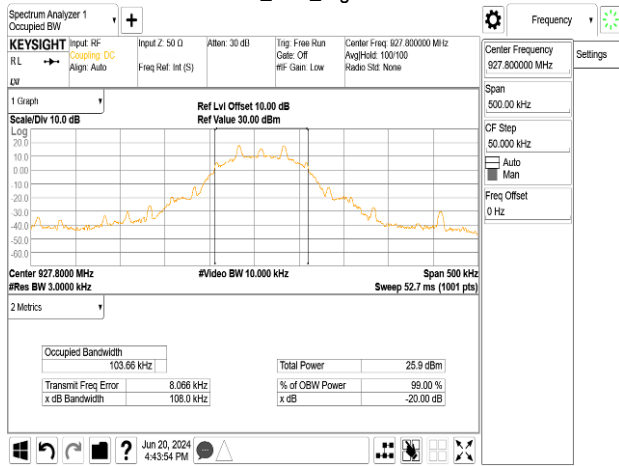 Spectrum Analyzer 1
Occupied BW
+
Frequency
KEYSIGHT
RL
LXI
Input: RF
Coupling: DC
Align: Auto
Input Z: 50 Ω
Freq Ref: Int (S)
Atten: 30 dB
Trig: Free Run
Gate: Off
#IF Gain: Low
Center Freq: 927.800000 MHz
Avg|Hold: 100/100
Radio Std: None
Center Frequency
927.800000 MHz
Settings
Span
500.00 kHz
CF Step
50.000 kHz
Auto
Man
Freq Offset
0 Hz
1 Graph
Ref Lvl Offset 10.00 dB
Scale/Div 10.0 dB
Ref Value 30.00 dBm
Log
20.0
10.0
0.00
-10.0
-20.0
-30.0
-40.0
-50.0
-60.0
Center 927.8000 MHz
#Video BW 10.000 kHz
Span 500 kHz
#Res BW 3.0000 kHz
Sweep 52.7 ms (1001 pts)
2 Metrics
Occupied Bandwidth
103.66 kHz
Total Power 25.9 dBm
Transmit Freq Error 8.066 kHz
% of OBW Power 99.00 %
x dB Bandwidth 108.0 kHz
x dB -20.00 dB
?
Jun 20, 2024
4:43:54 PM